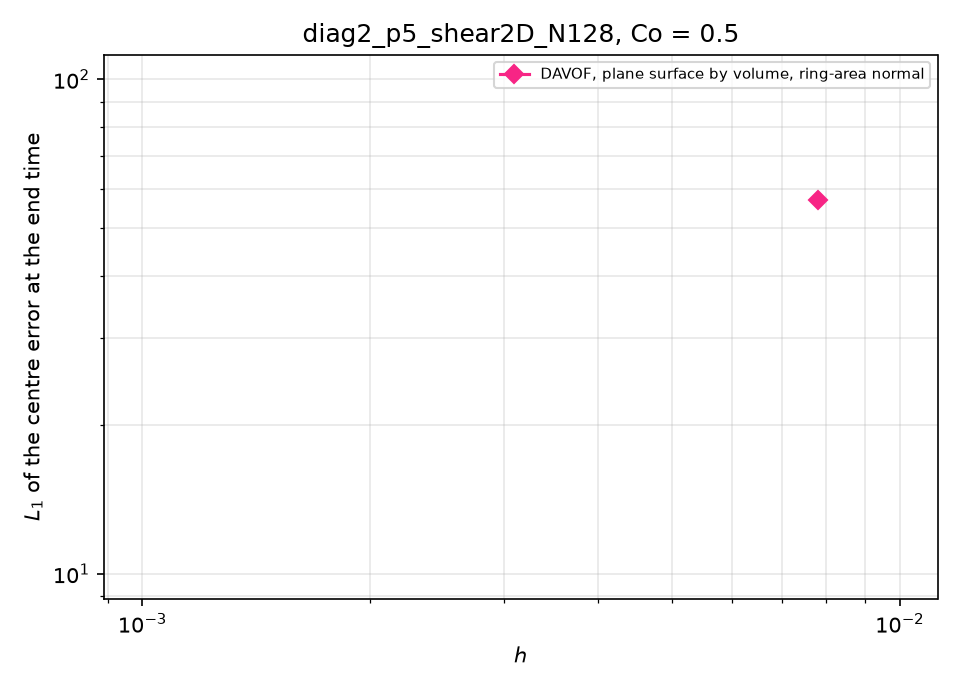 diag2_p5_shear2D_N128, Co = 0.5
DAVOF, plane surface by volume, ring-area normal
L₁ of the centre error at the end time
10²
10¹
10⁻³
10⁻²
h